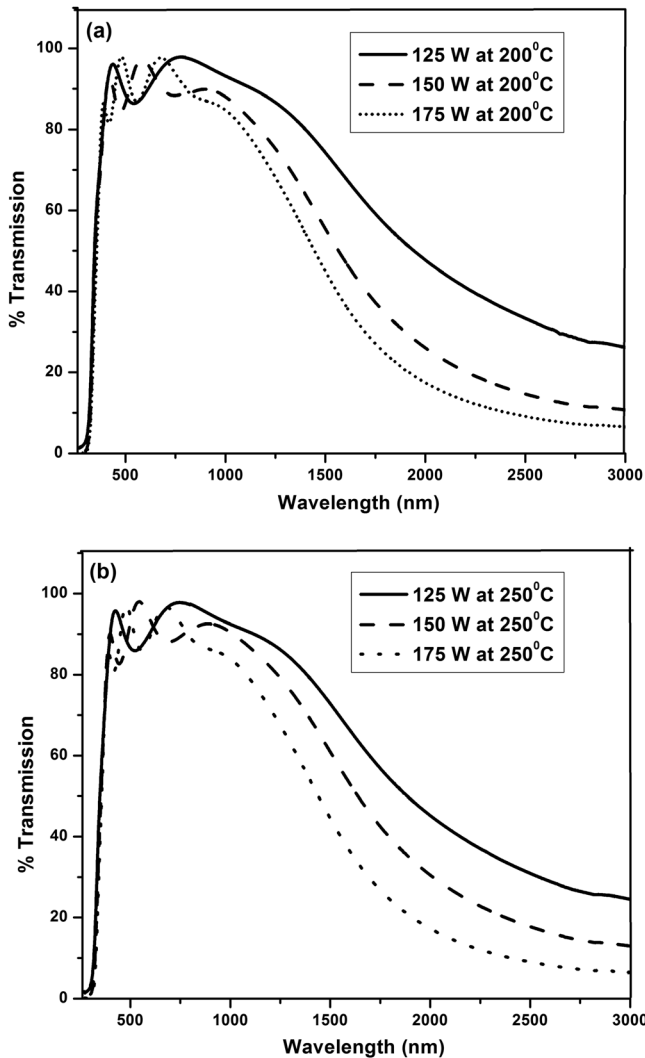 (a)
125 W at 200⁰C
150 W at 200⁰C
175 W at 200⁰C
% Transmission
100
80
60
40
20
0
500 1000 1500 2000 2500 3000
Wavelength (nm)
(b)
125 W at 250⁰C
150 W at 250⁰C
175 W at 250⁰C
% Transmission
100
80
60
40
20
0
500 1000 1500 2000 2500 3000
Wavelength (nm)